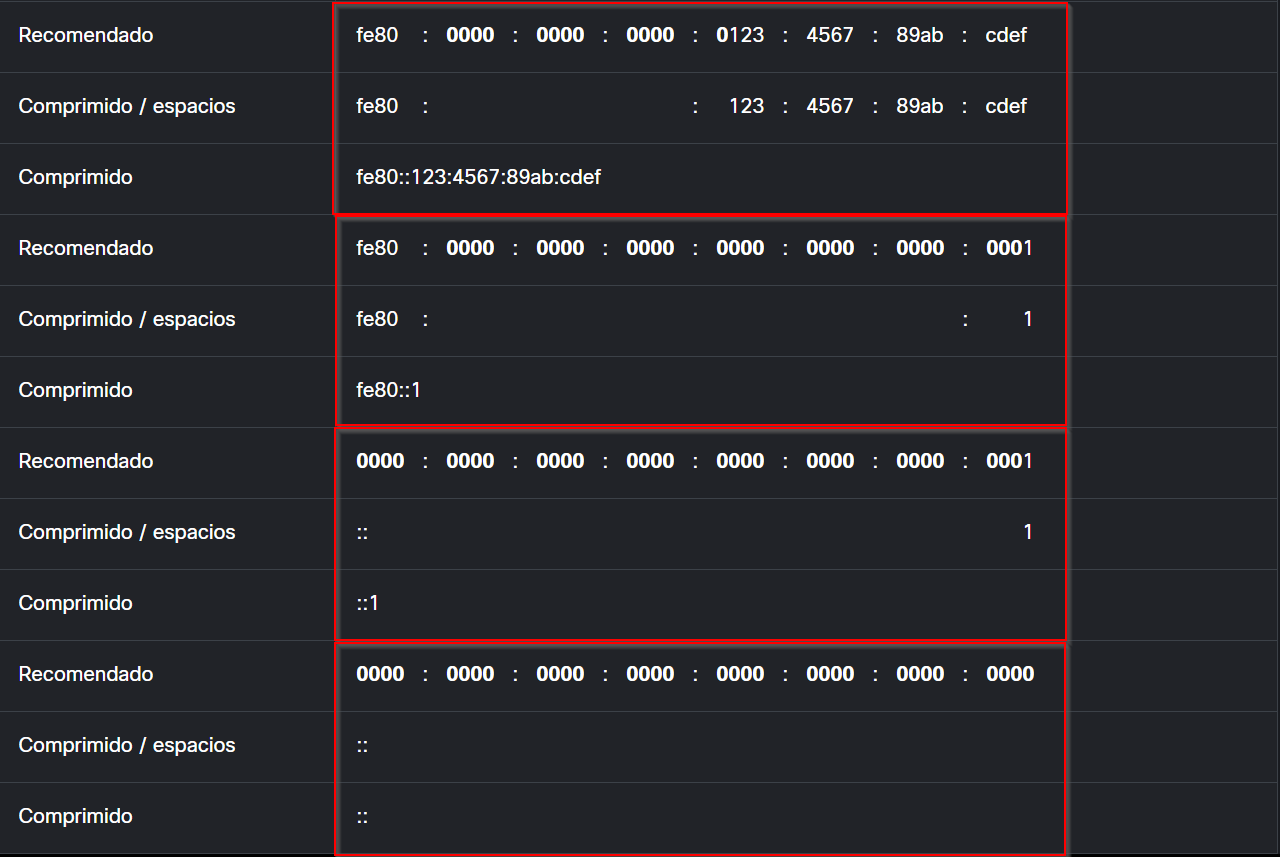 Recomendado fe80 : 0000 : 0000 : 0000 : 0123 : 4567 : 89ab : cdef
Comprimido / espacios fe80 : : 123 : 4567 : 89ab : cdef
Comprimido fe80::123:4567:89ab:cdef
Recomendado fe80 : 0000 : 0000 : 0000 : 0000 : 0000 : 0000 : 0001
Comprimido / espacios fe80 : : 1
Comprimido fe80::1
Recomendado 0000 : 0000 : 0000 : 0000 : 0000 : 0000 : 0000 : 0001
Comprimido / espacios :: 1
Comprimido ::1
Recomendado 0000 : 0000 : 0000 : 0000 : 0000 : 0000 : 0000 : 0000
Comprimido / espacios ::
Comprimido ::